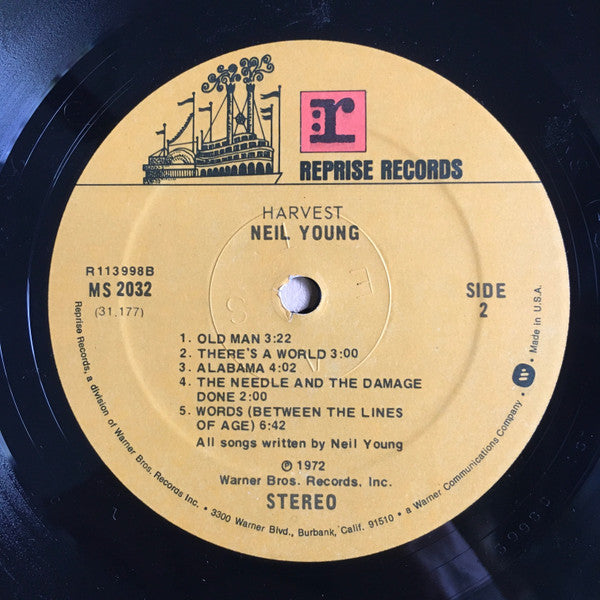 r
REPRISE RECORDS
HARVEST
NEIL YOUNG
R113998B
MS 2032
(31.177)
SIDE
2
1. OLD MAN 3:22
2. THERE'S A WORLD 3:00
3. ALABAMA 4:02
4. THE NEEDLE AND THE DAMAGE
DONE 2:00
5. WORDS (BETWEEN THE LINES
OF AGE) 6:42
All songs written by Neil Young
℗ 1972
Warner Bros. Records, Inc.
STEREO
Reprise Records, a division of Warner Bros. Records Inc. • 3300 Warner Blvd., Burbank, Calif. 91510 • a Warner Communications Company. • Made in U.S.A.